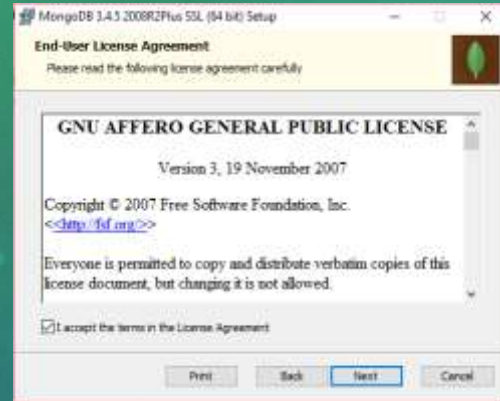 MongoDB 3.4.5 2008R2Plus SSL (64 bit) Setup
End-User License Agreement
Please read the following license agreement carefully
GNU AFFERO GENERAL PUBLIC LICENSE
Version 3, 19 November 2007
Copyright © 2007 Free Software Foundation, Inc.
<<http://fsf.org/>>
Everyone is permitted to copy and distribute verbatim copies of this
license document, but changing it is not allowed.
I accept the terms in the License Agreement
Print Back Next Cancel